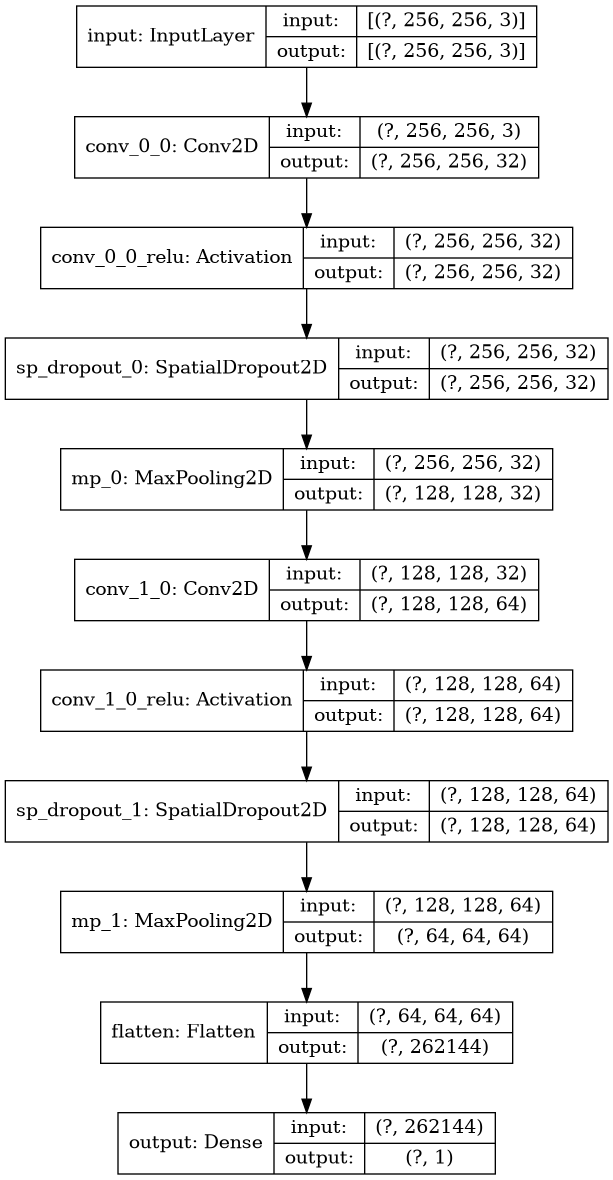 input: InputLayer
input: [(?, 256, 256, 3)]
output: [(?, 256, 256, 3)]
conv_0_0: Conv2D
input: (?, 256, 256, 3)
output: (?, 256, 256, 32)
conv_0_0_relu: Activation
input: (?, 256, 256, 32)
output: (?, 256, 256, 32)
sp_dropout_0: SpatialDropout2D
input: (?, 256, 256, 32)
output: (?, 256, 256, 32)
mp_0: MaxPooling2D
input: (?, 256, 256, 32)
output: (?, 128, 128, 32)
conv_1_0: Conv2D
input: (?, 128, 128, 32)
output: (?, 128, 128, 64)
conv_1_0_relu: Activation
input: (?, 128, 128, 64)
output: (?, 128, 128, 64)
sp_dropout_1: SpatialDropout2D
input: (?, 128, 128, 64)
output: (?, 128, 128, 64)
mp_1: MaxPooling2D
input: (?, 128, 128, 64)
output: (?, 64, 64, 64)
flatten: Flatten
input: (?, 64, 64, 64)
output: (?, 262144)
output: Dense
input: (?, 262144)
output: (?, 1)